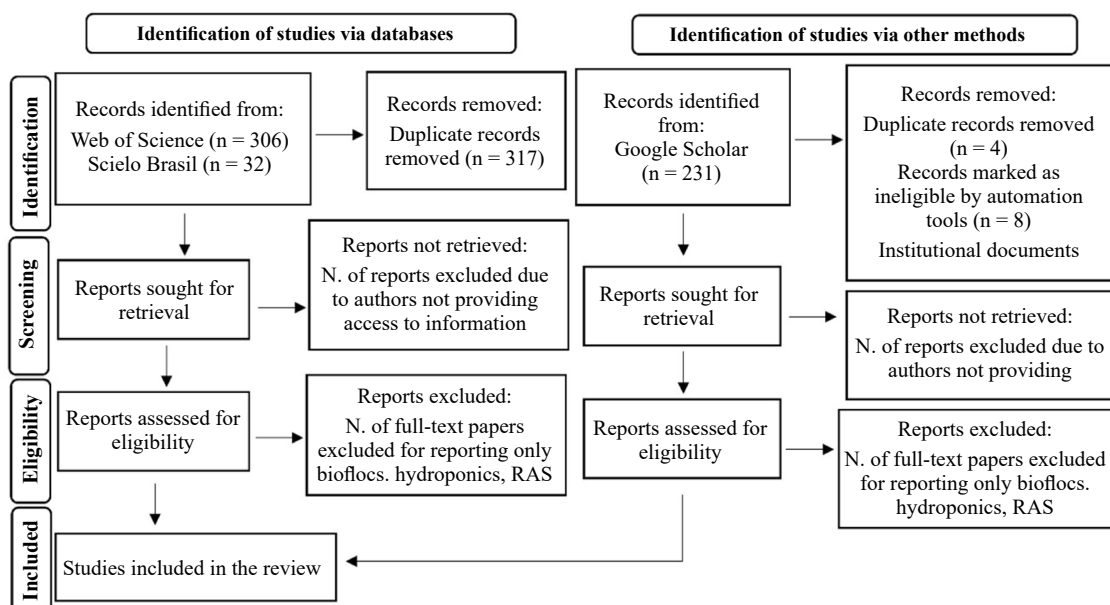 Identification of studies via databases
Identification of studies via other methods
Identification
Records identified from:
Web of Science (n = 306)
Scielo Brasil (n = 32)
Records removed:
Duplicate records
removed (n = 317)
Records identified
from:
Google Scholar
(n = 231)
Records removed:
Duplicate records removed
(n = 4)
Records marked as
ineligible by automation
tools (n = 8)
Institutional documents
Screening
Reports sought for
retrieval
Reports not retrieved:
N. of reports excluded due
to authors not providing
access to information
Reports sought for
retrieval
Reports not retrieved:
N. of reports excluded due to
authors not providing
Eligibility
Reports assessed for
eligibility
Reports excluded:
N. of full-text papers
excluded for reporting only
bioflocs. hydroponics, RAS
Reports assessed for
eligibility
Reports excluded:
N. of full-text papers excluded
for reporting only bioflocs.
hydroponics, RAS
Included
Studies included in the review